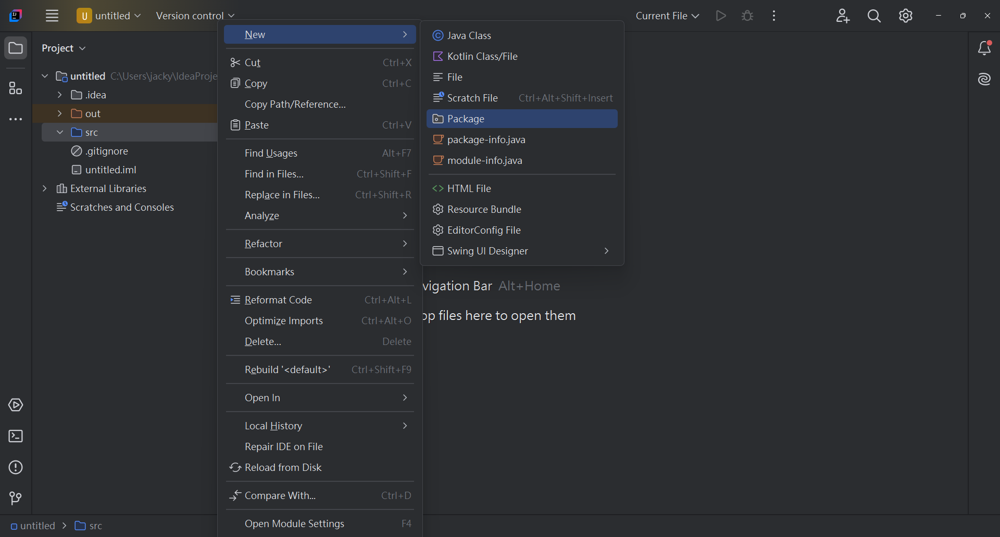 U untitled
Version control
Current File
Project
untitled C:\Users\jacky\IdeaProje
.idea
out
src
.gitignore
untitled.iml
External Libraries
Scratches and Consoles
New
Cut Ctrl+X
Copy Ctrl+C
Copy Path/Reference...
Paste Ctrl+V
Find Usages Alt+F7
Find in Files... Ctrl+Shift+F
Replace in Files... Ctrl+Shift+R
Analyze
Refactor
Bookmarks
Reformat Code Ctrl+Alt+L
Optimize Imports Ctrl+Alt+O
Delete... Delete
Rebuild '<default>' Ctrl+Shift+F9
Open In
Local History
Repair IDE on File
Reload from Disk
Compare With... Ctrl+D
Open Module Settings F4
Java Class
Kotlin Class/File
File
Scratch File Ctrl+Alt+Shift+Insert
Package
package-info.java
module-info.java
HTML File
Resource Bundle
EditorConfig File
Swing UI Designer
vigation Bar Alt+Home
op files here to open them
untitled > src